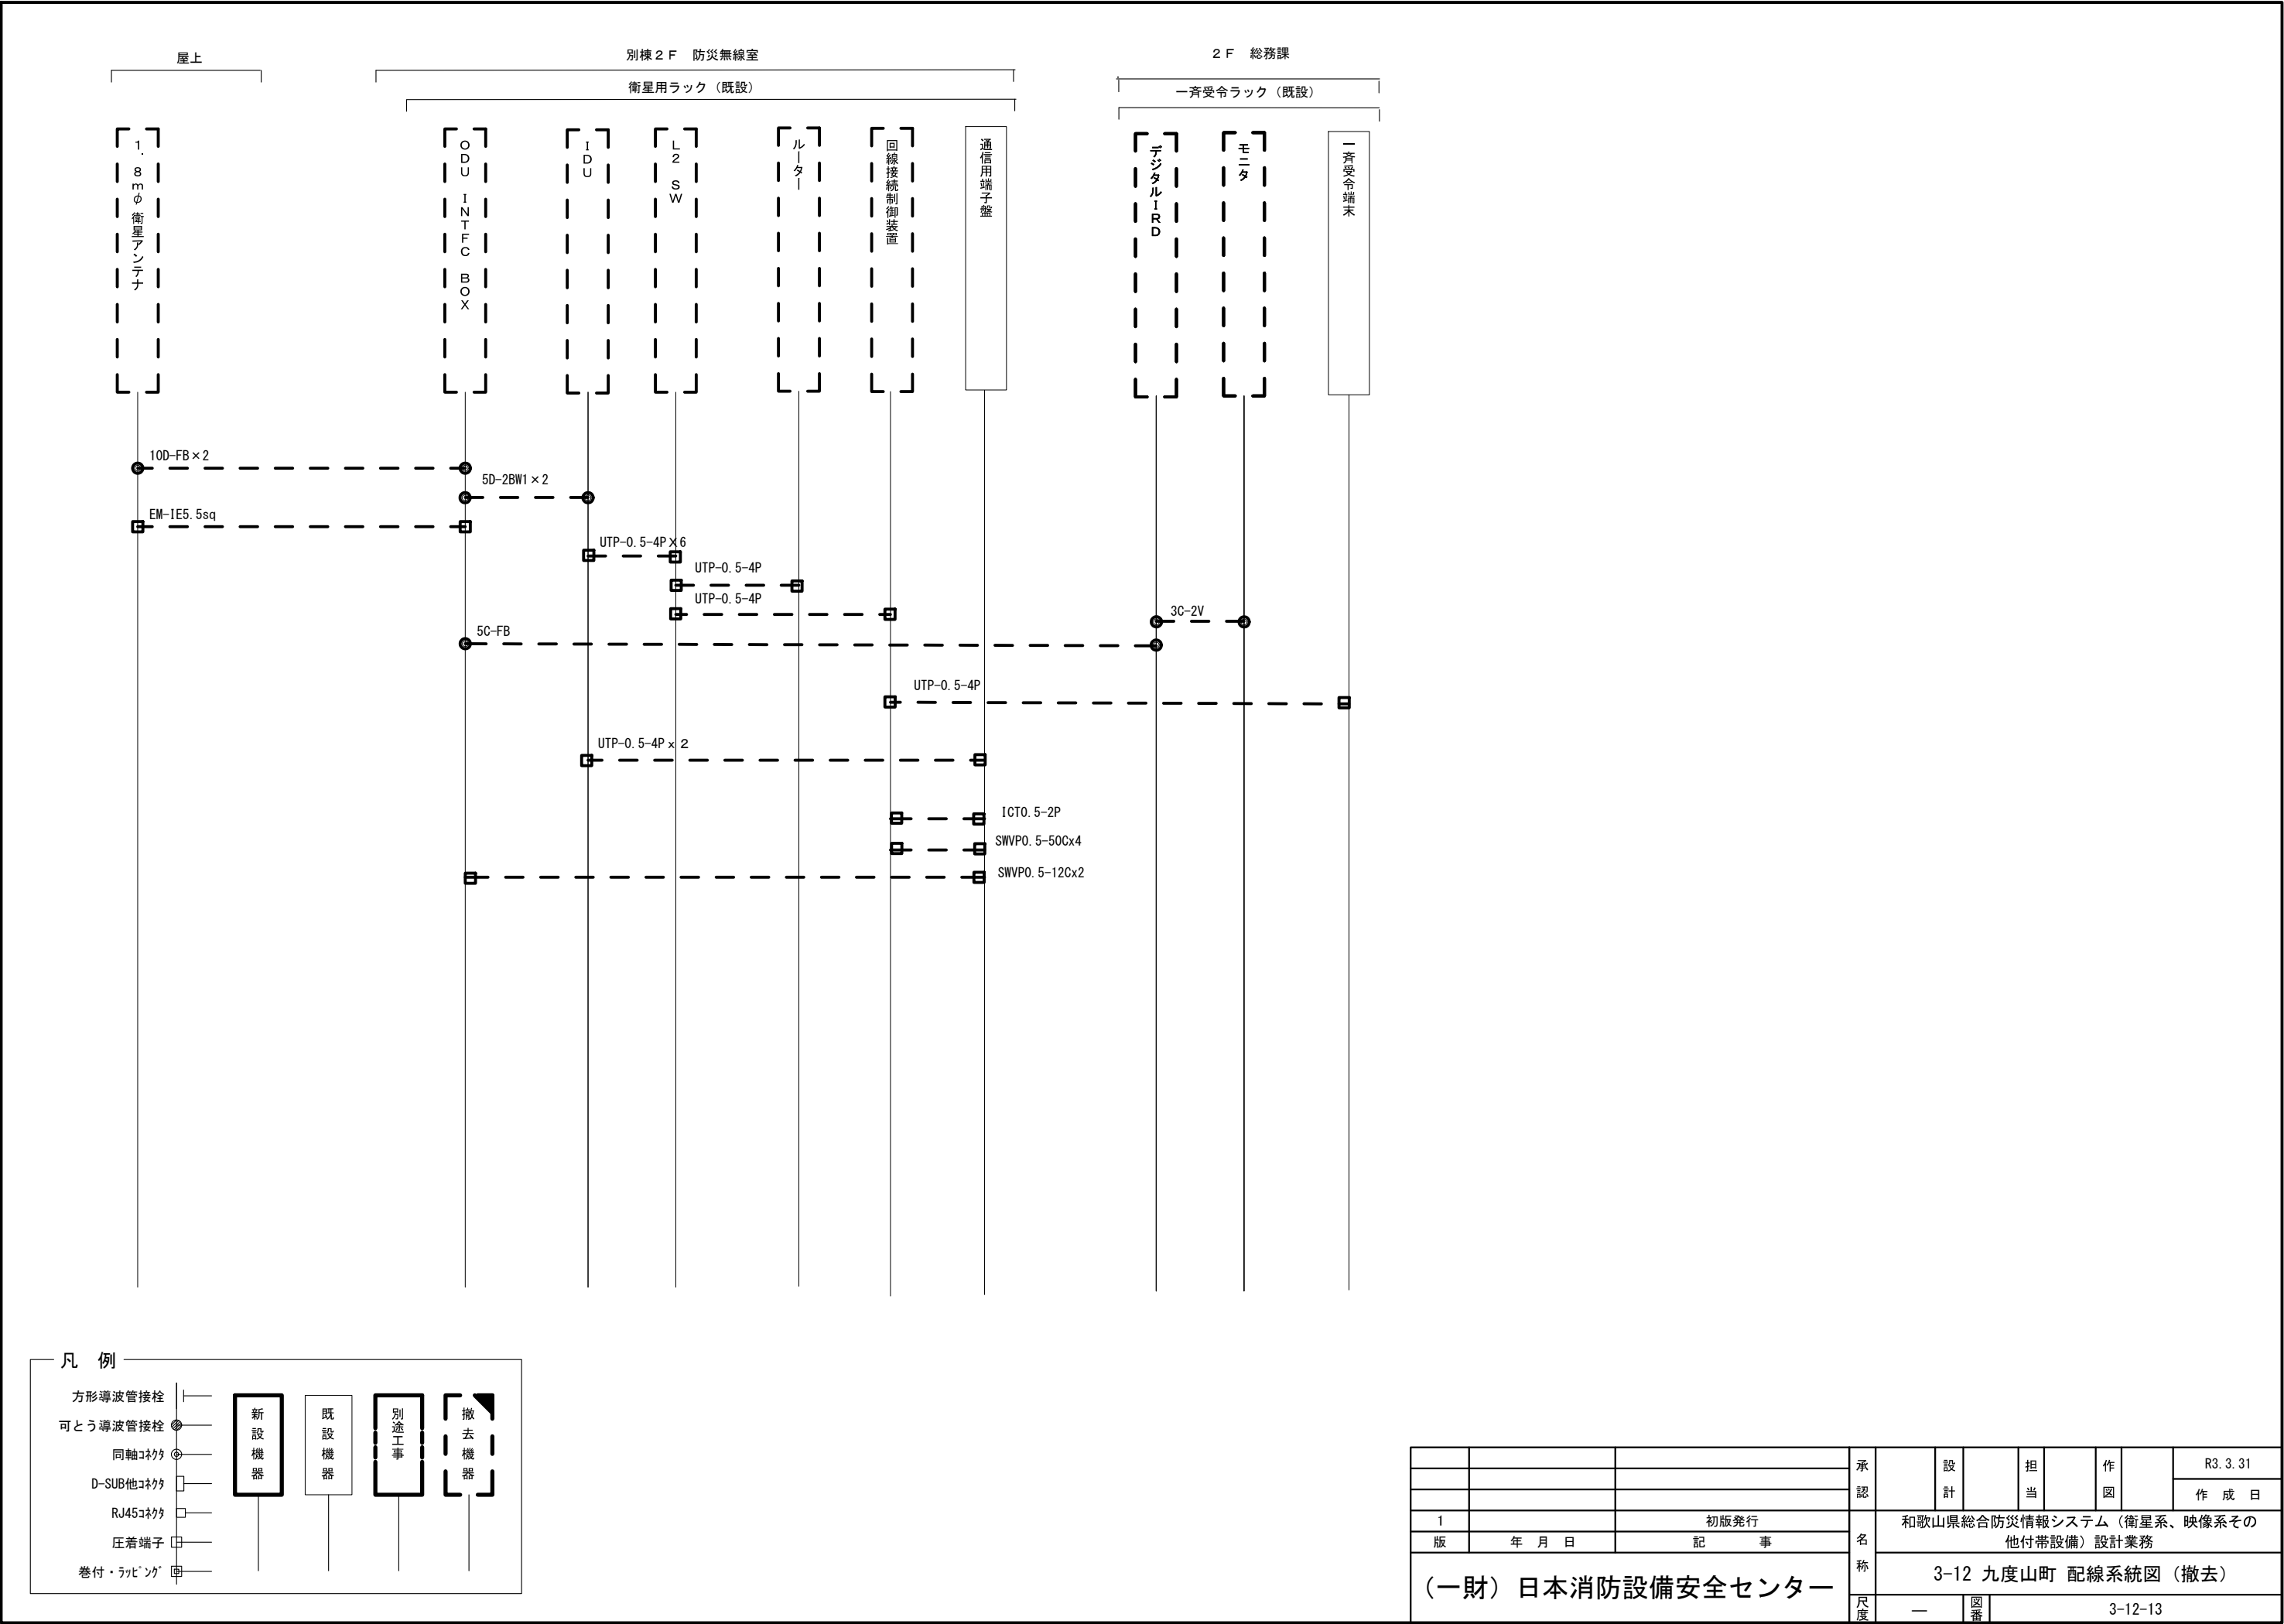 屋上
別棟２Ｆ　防災無線室
衛星用ラック（既設）
２Ｆ　総務課
一斉受令ラック（既設）
１．８ｍφ 衛星アンテナ
ＯＤＵ　ＩＮＴＦＣ　ＢＯＸ
ＩＤＵ
Ｌ２　ＳＷ
ルーター
回線接続制御装置
通信用端子盤
デジタルＩＲＤ
モニタ
一斉受令端末
10D-FB×2
5D-2BW1×2
EM-IE5.5sq
UTP-0.5-4P×6
UTP-0.5-4P
UTP-0.5-4P
3C-2V
5C-FB
UTP-0.5-4P
UTP-0.5-4Pｘ２
ICT0.5-2P
SWVP0.5-50Cx4
SWVP0.5-12Cx2
凡　例
方形導波管接栓
可とう導波管接栓
同軸ｺﾈｸﾀ
D-SUB他ｺﾈｸﾀ
RJ45ｺﾈｸﾀ
圧着端子
巻付・ﾗｯﾋﾟﾝｸﾞ
新設機器
既設機器
別途工事
撤去機器
承認
設計
担当
作図
R3.3.31
作　成　日
1
初版発行
版
年　月　日
記　事
名称
和歌山県総合防災情報システム（衛星系、映像系その
他付帯設備）設計業務
（一財）日本消防設備安全センター
3-12 九度山町 配線系統図（撤去）
尺度
―
図番
3-12-13